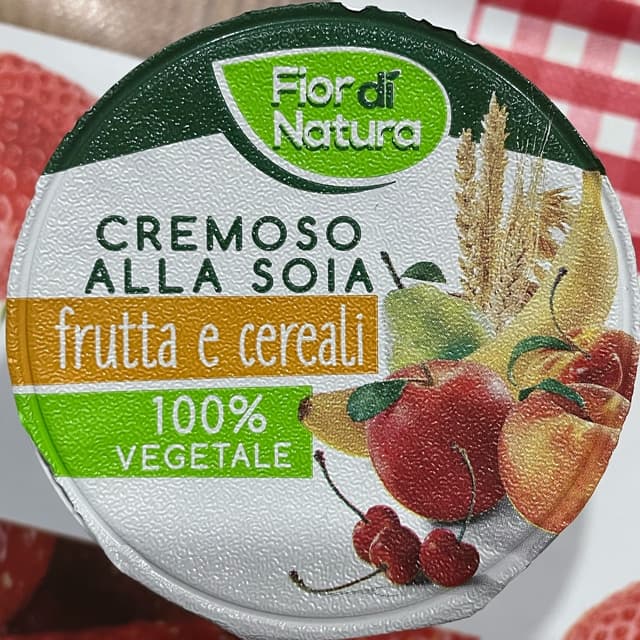 Fior di
Natura
CREMOSO
ALLA SOIA
frutta e cereali
100%
VEGETALE